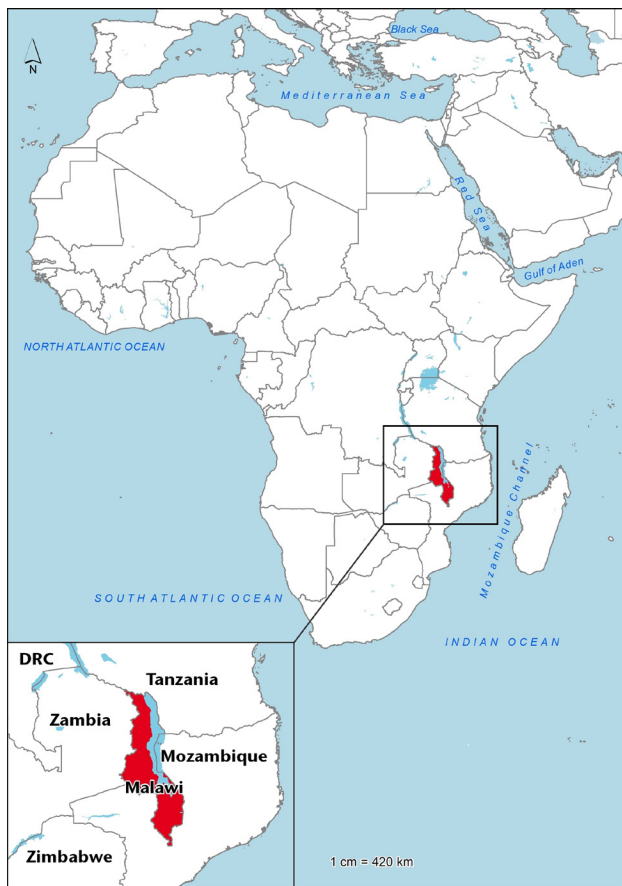 Black Sea
N
Mediterranean Sea
Red Sea
Gulf of Aden
NORTH ATLANTIC OCEAN
Mozambique Channel
SOUTH ATLANTIC OCEAN
INDIAN OCEAN
DRC
Tanzania
Zambia
Mozambique
Malawi
Zimbabwe
1 cm = 420 km